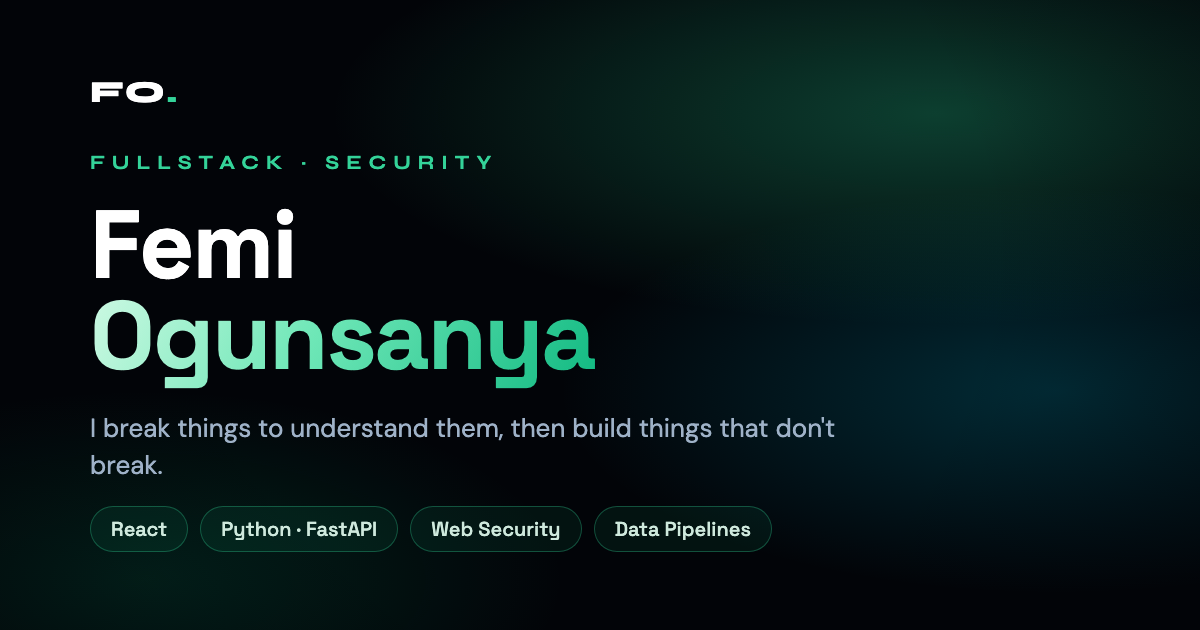 FO.
FULLSTACK · SECURITY
Femi
Ogunsanya
I break things to understand them, then build things that don't
break.
React
Python · FastAPI
Web Security
Data Pipelines